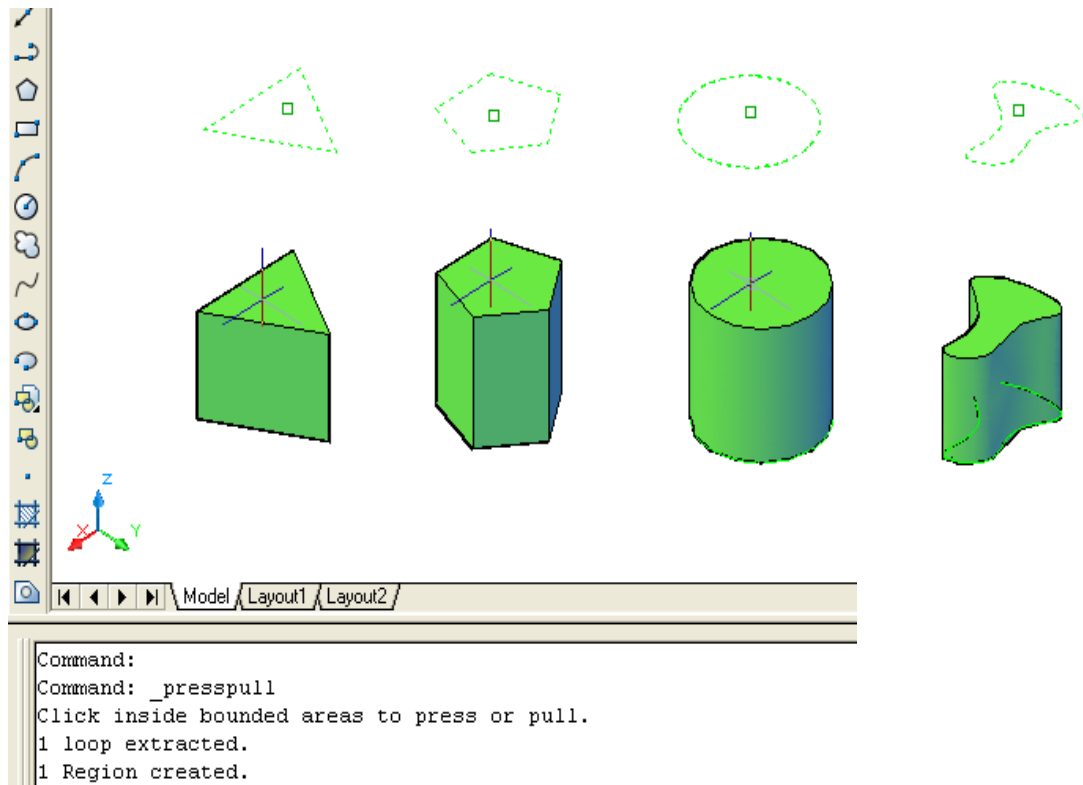 Z
X
Y
Model Layout1 Layout2
Command:
Command: _presspull
Click inside bounded areas to press or pull.
1 loop extracted.
1 Region created.